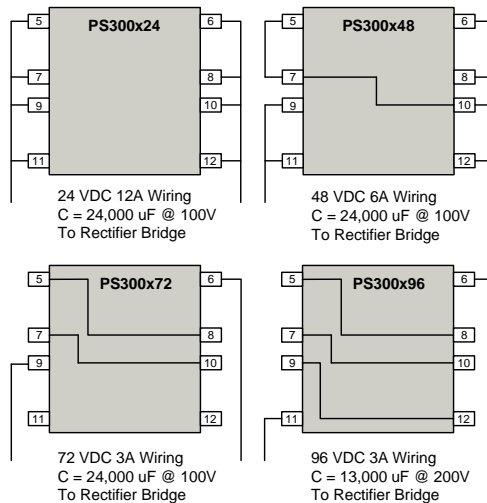 PS300x24
5
6
7
8
9
10
11
12
24 VDC 12A Wiring
C = 24,000 uF @ 100V
To Rectifier Bridge
PS300x48
5
6
7
8
9
10
11
12
48 VDC 6A Wiring
C = 24,000 uF @ 100V
To Rectifier Bridge
PS300x72
5
6
7
8
9
10
11
12
72 VDC 3A Wiring
C = 24,000 uF @ 100V
To Rectifier Bridge
PS300x96
5
6
7
8
9
10
11
12
96 VDC 3A Wiring
C = 13,000 uF @ 200V
To Rectifier Bridge